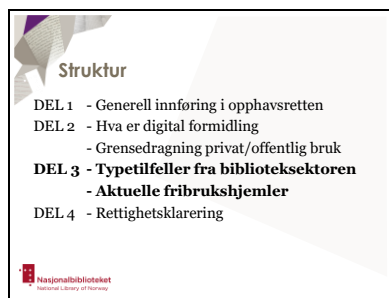 Struktur
DEL 1 - Generell innføring i opphavsretten
DEL 2 - Hva er digital formidling
- Grensedragning privat/offentlig bruk
DEL 3 - Typetilfeller fra biblioteksektoren
- Aktuelle fribrukshjemler
DEL 4 - Rettighetsklarering
Nasjonalbiblioteket
National Library of Norway